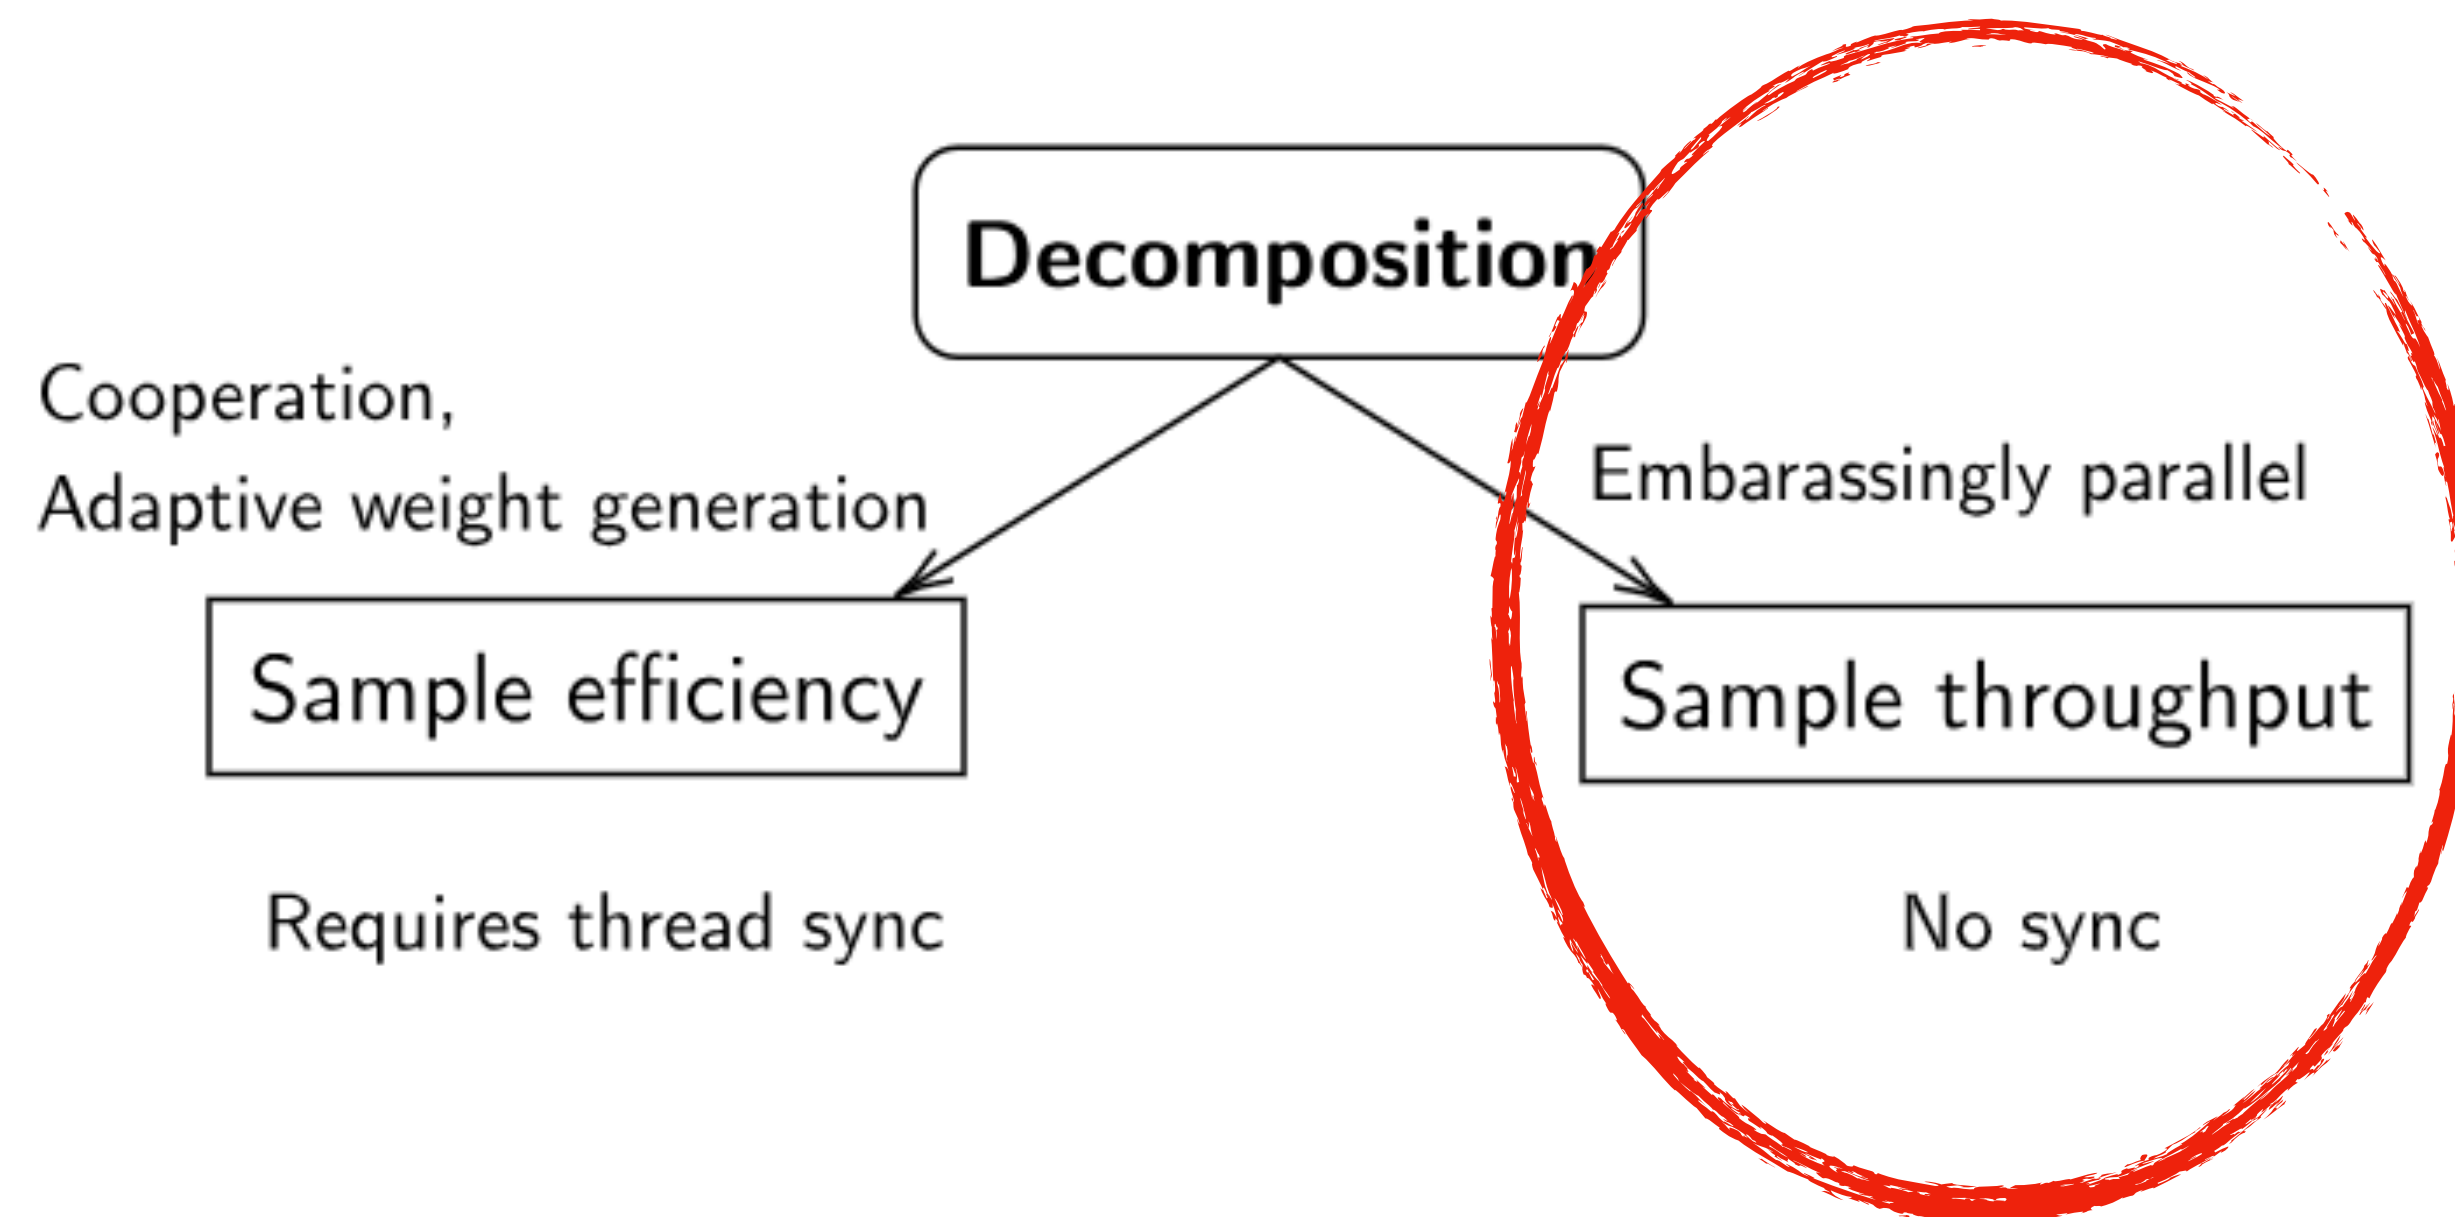 Decomposition
Cooperation,
Adaptive weight generation
Embarassingly parallel
Sample efficiency
Sample throughput
Requires thread sync
No sync